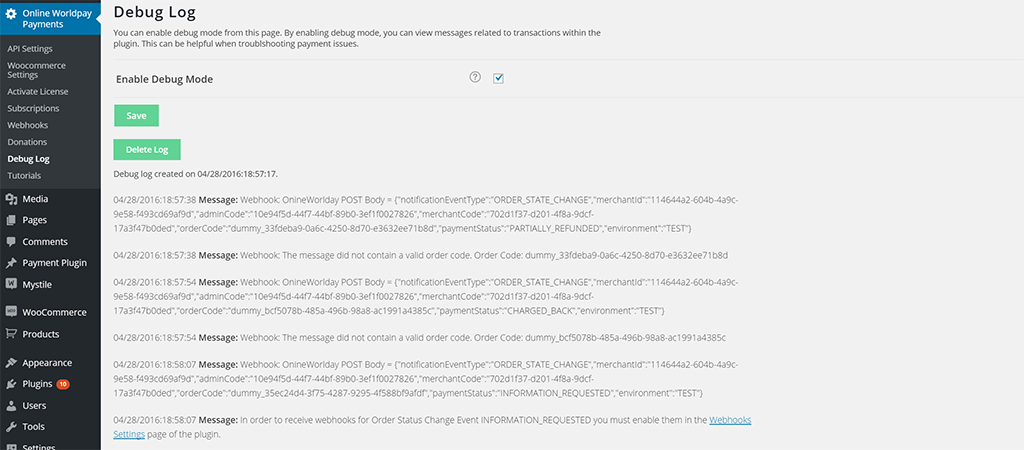 Online Worldpay
Payments
API Settings
Woocommerce
Settings
Activate License
Subscriptions
Webhooks
Donations
Debug Log
Tutorials
Media
Pages
Comments
Payment Plugin
Mystile
WooCommerce
Products
Appearance
Plugins 10
Users
Tools
Settings
Debug Log
You can enable debug mode from this page. By enabling debug mode, you can view messages related to transactions within the
plugin. This can be helpful when troublshooting payment issues.
Enable Debug Mode ?
Save
Delete Log
Debug log created on 04/28/2016:18:57:17.
04/28/2016:18:57:38 Message: Webhook: OnineWorlday POST Body = {"notificationEventType":"ORDER_STATE_CHANGE","merchantId":"114644a2-604b-4a9c-
9e58-f493cd69af9d","adminCode":"10e94f5d-44f7-44bf-89b0-3ef1f0027826","merchantCode":"702d1f37-d201-4f8a-9dcf-
17a3f47b0ded","orderCode":"dummy_33fdeba9-0a6c-4250-8d70-e3632ee71b8d","paymentStatus":"PARTIALLY_REFUNDED","environment":"TEST"}
04/28/2016:18:57:38 Message: Webhook: The message did not contain a valid order code. Order Code: dummy_33fdeba9-0a6c-4250-8d70-e3632ee71b8d
04/28/2016:18:57:54 Message: Webhook: OnineWorlday POST Body = {"notificationEventType":"ORDER_STATE_CHANGE","merchantId":"114644a2-604b-4a9c-
9e58-f493cd69af9d","adminCode":"10e94f5d-44f7-44bf-89b0-3ef1f0027826","merchantCode":"702d1f37-d201-4f8a-9dcf-
17a3f47b0ded","orderCode":"dummy_bcf5078b-485a-496b-98a8-ac1991a4385c","paymentStatus":"CHARGED_BACK","environment":"TEST"}
04/28/2016:18:57:54 Message: Webhook: The message did not contain a valid order code. Order Code: dummy_bcf5078b-485a-496b-98a8-ac1991a4385c
04/28/2016:18:58:07 Message: Webhook: OnineWorlday POST Body = {"notificationEventType":"ORDER_STATE_CHANGE","merchantId":"114644a2-604b-4a9c-
9e58-f493cd69af9d","adminCode":"10e94f5d-44f7-44bf-89b0-3ef1f0027826","merchantCode":"702d1f37-d201-4f8a-9dcf-
17a3f47b0ded","orderCode":"dummy_35ec24d4-3f75-4287-9295-4f588bf9afdf","paymentStatus":"INFORMATION_REQUESTED","environment":"TEST"}
04/28/2016:18:58:07 Message: in order to receive webhooks for Order Status Change Event INFORMATION_REQUESTED you must enable them in the Webhooks
Settings page of the plugin.